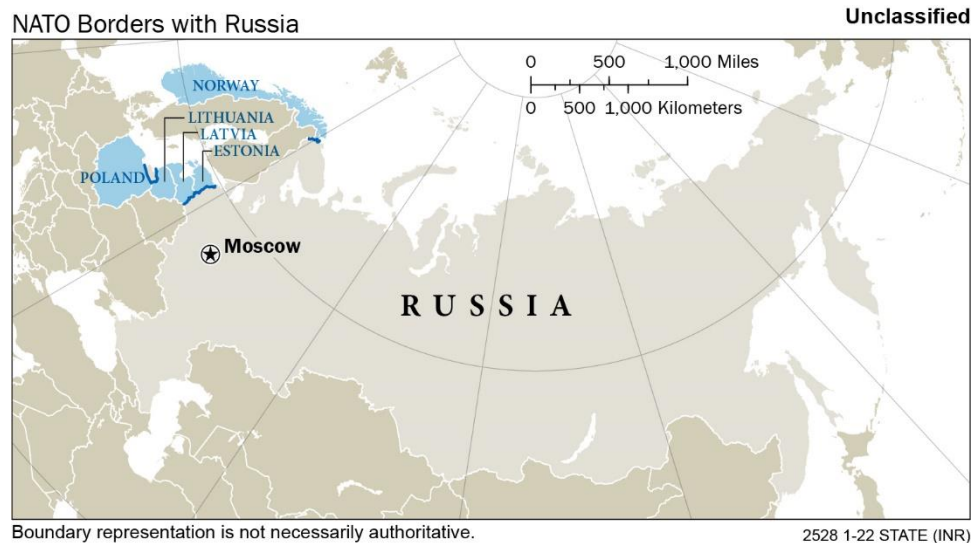 NATO Borders with Russia
Unclassified
0 500 1,000 Miles
0 500 1,000 Kilometers
NORWAY
LITHUANIA
LATVIA
ESTONIA
POLAND
Moscow
RUSSIA
Boundary representation is not necessarily authoritative.
2528 1-22 STATE (INR)